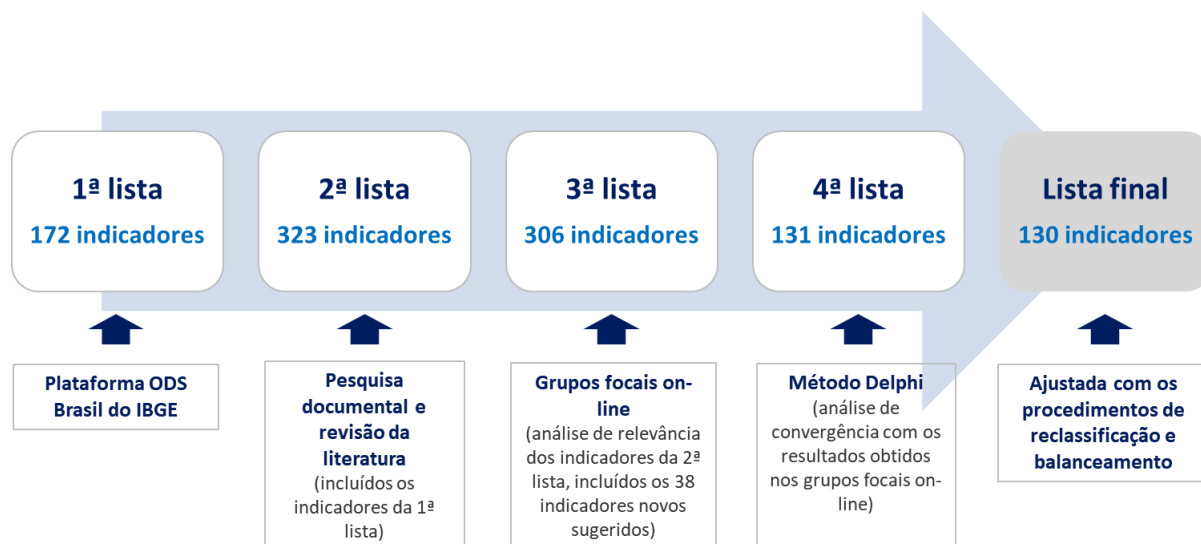 1ª lista
172 indicadores
2ª lista
323 indicadores
3ª lista
306 indicadores
4ª lista
131 indicadores
Lista final
130 indicadores
Plataforma ODS
Brasil do IBGE
Pesquisa
documental e
revisão da
literatura
(incluídos os
indicadores da 1ª
lista)
Grupos focais on-
line
(análise de relevância
dos indicadores da 2ª
lista, incluídos os 38
indicadores novos
sugeridos)
Método Delphi
(análise de
convergência com os
resultados obtidos
nos grupos focais on-
line)
Ajustada com os
procedimentos de
reclassificação e
balanceamento